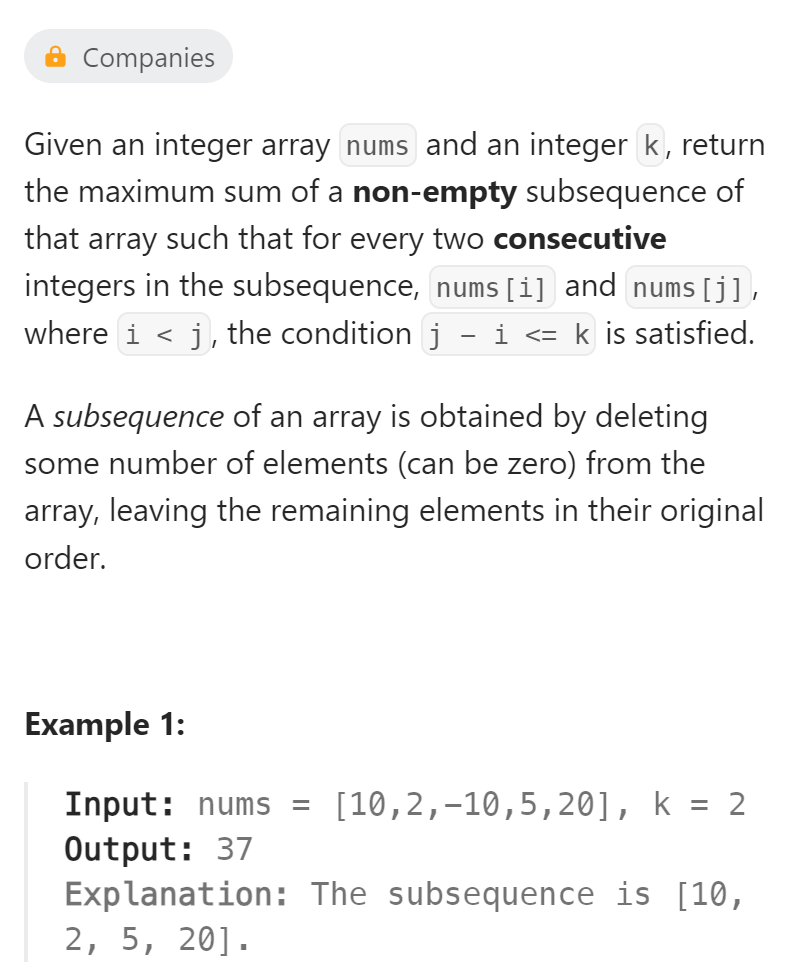 Companies
Given an integer array nums and an integer k, return
the maximum sum of a non-empty subsequence of
that array such that for every two consecutive
integers in the subsequence, nums[i] and nums[j],
where i < j, the condition j - i <= k is satisfied.
A subsequence of an array is obtained by deleting
some number of elements (can be zero) from the
array, leaving the remaining elements in their original
order.
Example 1:
Input: nums = [10,2,-10,5,20], k = 2
Output: 37
Explanation: The subsequence is [10,
2, 5, 20].